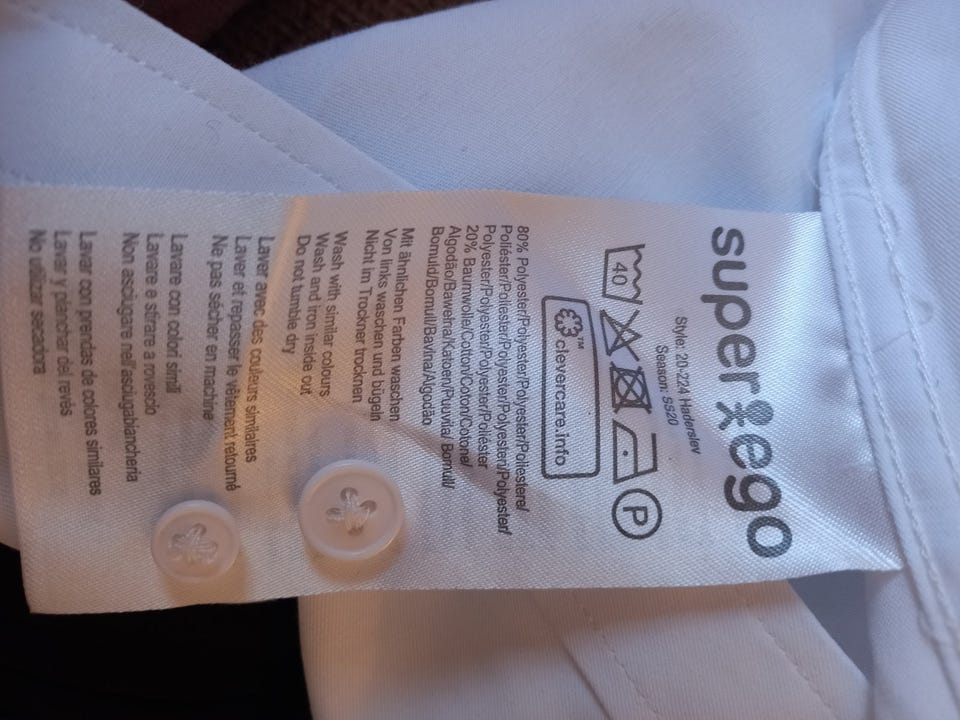 super ego
Style: 20-224 Haderslev
Season: SS20
40
P
™
clevercare.info
80% Polyester/Polyester/Polyester/Poliestere/
Poliéster/Poliester/Polyester/Polyesteri/Polyester/
Polyester/Polyester/Polyester/Poliéster
20% Baumwolle/Cotton/Coton/Cotone/
Algodão/Bawełna/Katoen/Puuvilla/ Bomull/
Bomuld/Bomull/Bavlna/Algodão
Mit ähnlichen Farben waschen
Von links waschen und bügeln
Nicht im Trockner trocknen
Wash with similar colours
Wash and iron inside out
Do not tumble dry
Laver avec des couleurs similaires
Laver et repasser le vêtement retourné
Ne pas sécher en machine
Lavare con colori simili
Lavare e stirare a rovescio
Non asciugare nell'asciugabiancheria
Lavar con prendas de colores similares
Lavar y planchar del revés
No utilizar secadora